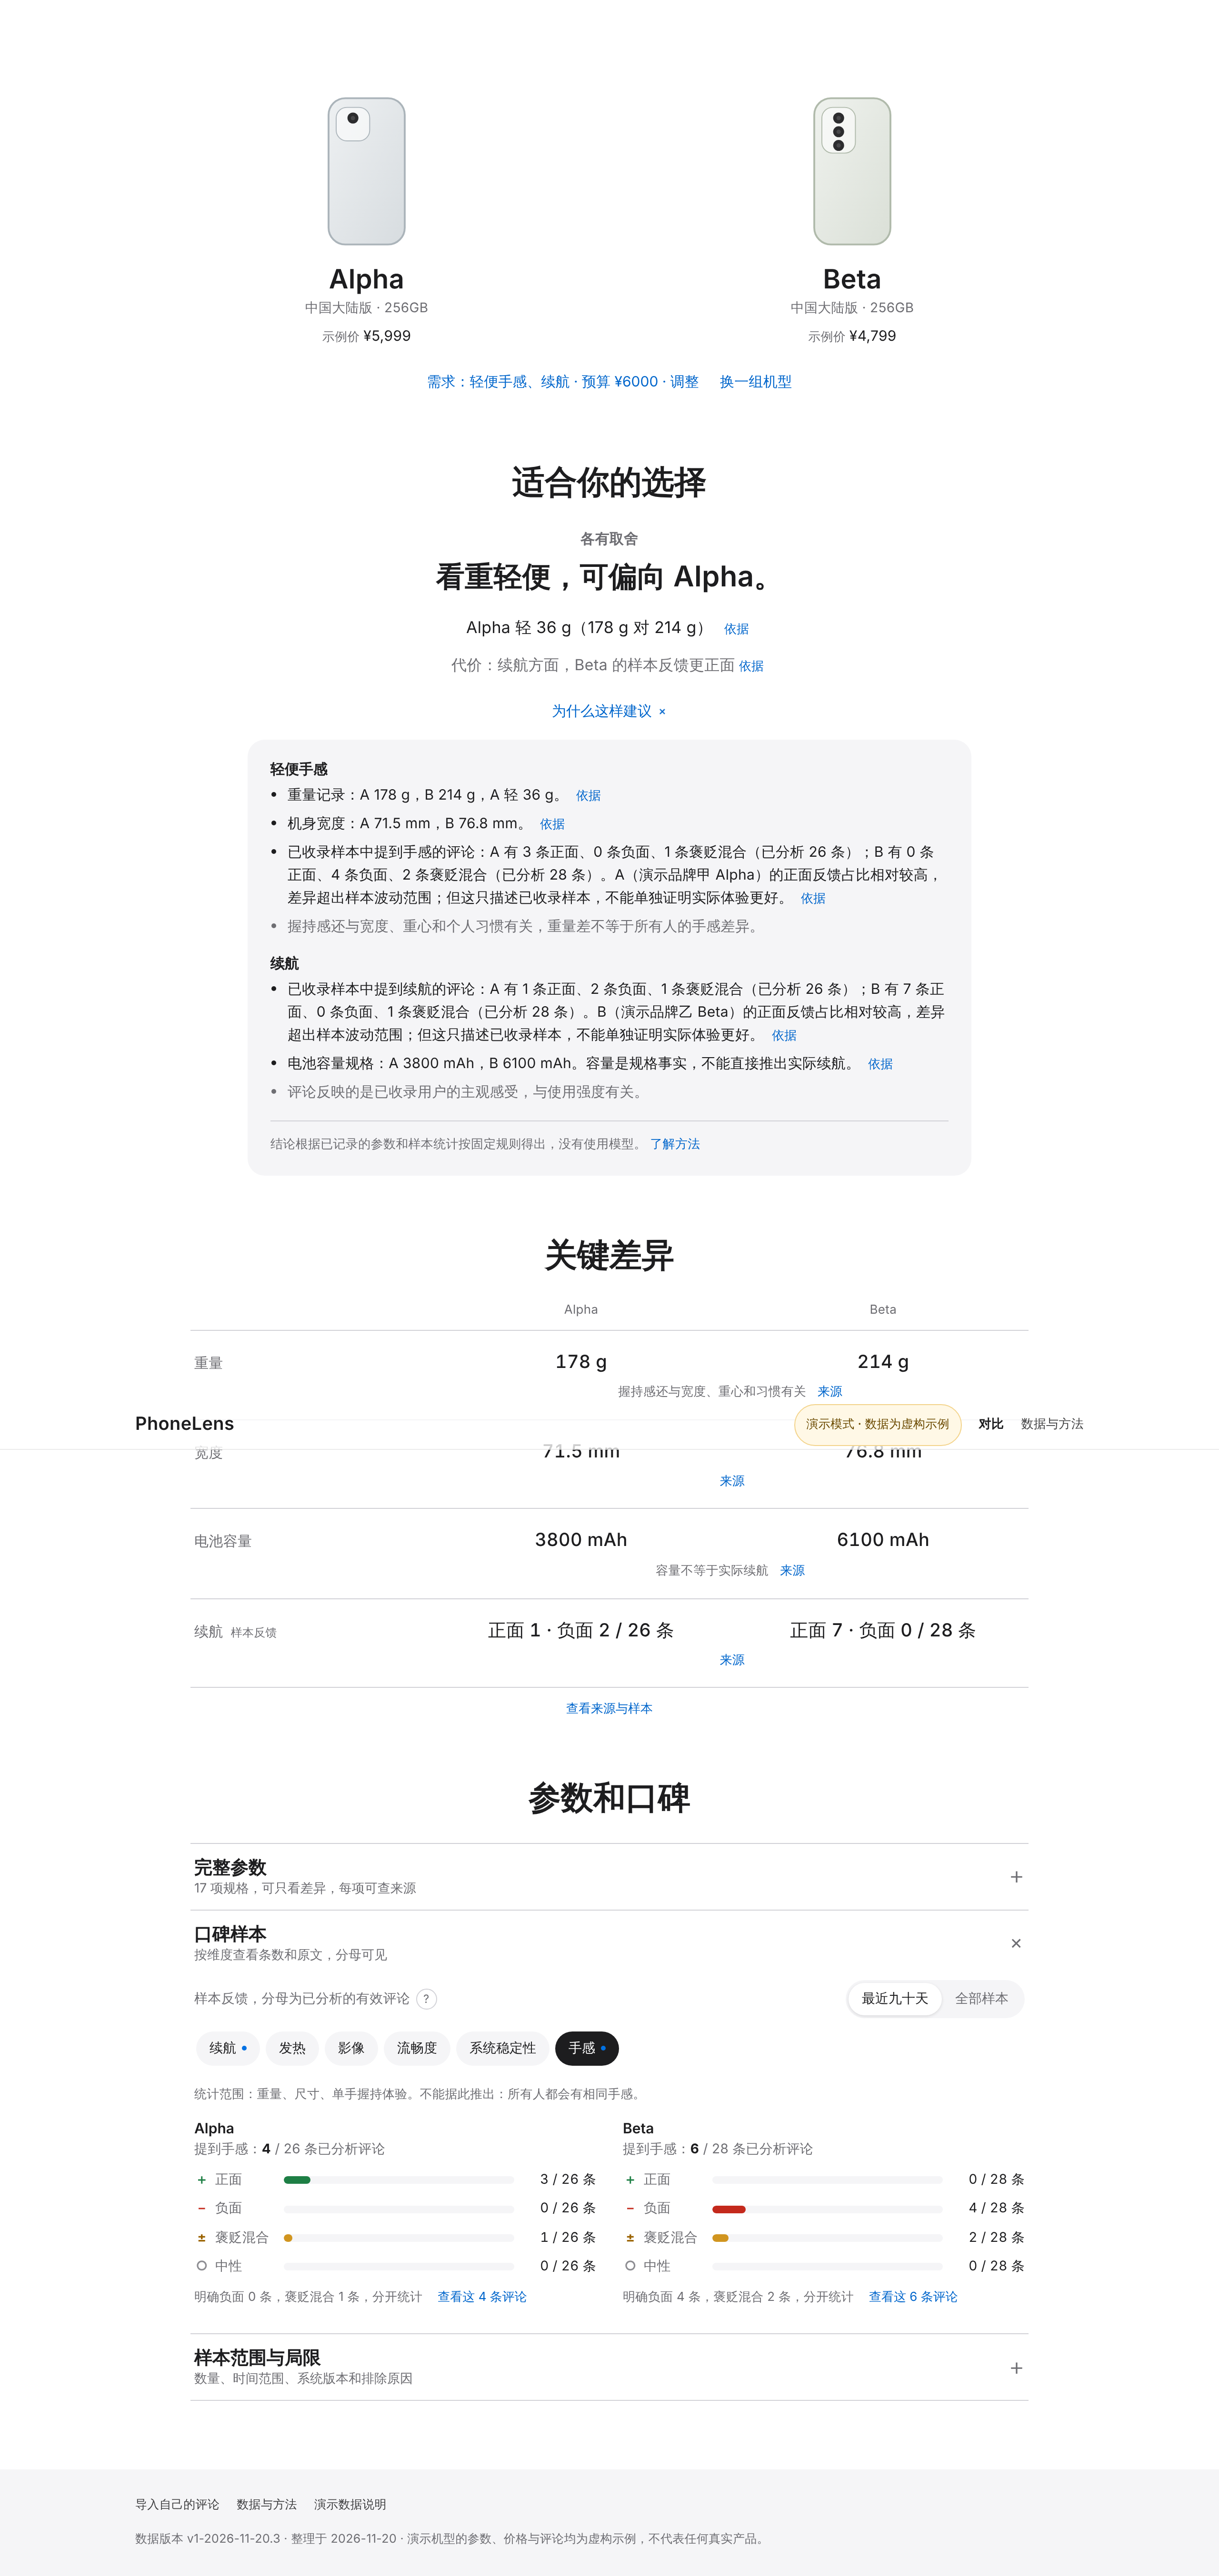 Alpha
中国大陆版 · 256GB
示例价 ¥5,999
Beta
中国大陆版 · 256GB
示例价 ¥4,799
需求：轻便手感、续航 · 预算 ¥6000 · 调整 换一组机型
适合你的选择
各有取舍
看重轻便，可偏向 Alpha。
Alpha 轻 36 g（178 g 对 214 g） 依据
代价：续航方面，Beta 的样本反馈更正面 依据
为什么这样建议 ×
轻便手感
• 重量记录：A 178 g，B 214 g，A 轻 36 g。 依据
• 机身宽度：A 71.5 mm，B 76.8 mm。 依据
• 已收录样本中提到手感的评论：A 有 3 条正面、0 条负面、1 条褒贬混合（已分析 26 条）；B 有 0 条
正面、4 条负面、2 条褒贬混合（已分析 28 条）。A（演示品牌甲 Alpha）的正面反馈占比相对较高，
差异超出样本波动范围；但这只描述已收录样本，不能单独证明实际体验更好。 依据
• 握持感还与宽度、重心和个人习惯有关，重量差不等于所有人的手感差异。
续航
• 已收录样本中提到续航的评论：A 有 1 条正面、2 条负面、1 条褒贬混合（已分析 26 条）；B 有 7 条正
面、0 条负面、1 条褒贬混合（已分析 28 条）。B（演示品牌乙 Beta）的正面反馈占比相对较高，差异
超出样本波动范围；但这只描述已收录样本，不能单独证明实际体验更好。 依据
• 电池容量规格：A 3800 mAh，B 6100 mAh。容量是规格事实，不能直接推出实际续航。 依据
• 评论反映的是已收录用户的主观感受，与使用强度有关。
结论根据已记录的参数和样本统计按固定规则得出，没有使用模型。 了解方法
关键差异
Alpha Beta
重量 178 g 214 g
握持感还与宽度、重心和习惯有关 来源
PhoneLens 演示模式 · 数据为虚构示例 对比 数据与方法
宽度 71.5 mm 76.8 mm
来源
电池容量 3800 mAh 6100 mAh
容量不等于实际续航 来源
续航 样本反馈 正面 1 · 负面 2 / 26 条 正面 7 · 负面 0 / 28 条
来源
查看来源与样本
参数和口碑
完整参数
17 项规格，可只看差异，每项可查来源 +
口碑样本
按维度查看条数和原文，分母可见 ×
样本反馈，分母为已分析的有效评论 ? 最近九十天 全部样本
续航 • 发热 影像 流畅度 系统稳定性 手感 •
统计范围：重量、尺寸、单手握持体验。不能据此推出：所有人都会有相同手感。
Alpha
提到手感：4 / 26 条已分析评论
+ 正面 3 / 26 条
− 负面 0 / 26 条
± 褒贬混合 1 / 26 条
○ 中性 0 / 26 条
明确负面 0 条，褒贬混合 1 条，分开统计 查看这 4 条评论
Beta
提到手感：6 / 28 条已分析评论
+ 正面 0 / 28 条
− 负面 4 / 28 条
± 褒贬混合 2 / 28 条
○ 中性 0 / 28 条
明确负面 4 条，褒贬混合 2 条，分开统计 查看这 6 条评论
样本范围与局限
数量、时间范围、系统版本和排除原因 +
导入自己的评论 数据与方法 演示数据说明
数据版本 v1-2026-11-20.3 · 整理于 2026-11-20 · 演示机型的参数、价格与评论均为虚构示例，不代表任何真实产品。